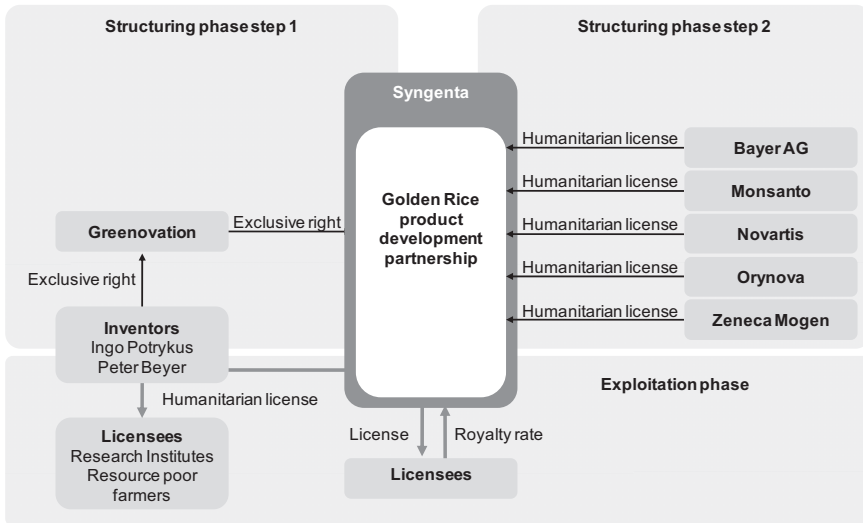 Structuring phase step 1
Structuring phase step 2
Syngenta
Golden Rice
product
development
partnership
Greenovation
Exclusive right
Exclusive right
Inventors
Ingo Potrykus
Peter Beyer
Humanitarian license
Licensees
Research Institutes
Resource poor
farmers
Humanitarian license
Bayer AG
Humanitarian license
Monsanto
Humanitarian license
Novartis
Humanitarian license
Orynova
Humanitarian license
Zeneca Mogen
Exploitation phase
License
Royalty rate
Licensees